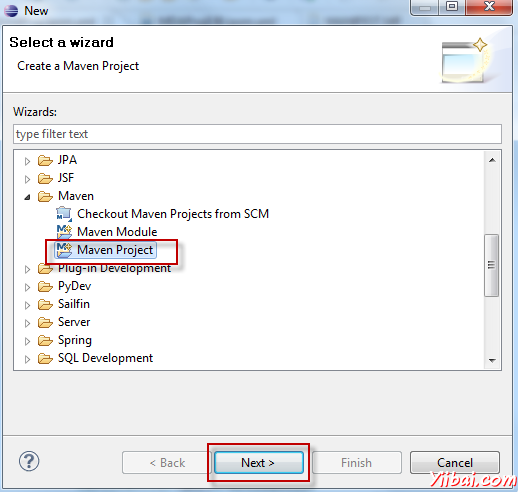 New
Select a wizard
Create a Maven Project
Wizards:
type filter text
JPA
JSF
Maven
Checkout Maven Projects from SCM
Maven Module
Maven Project
Plug-in Development
PyDev
Sailfin
Server
Spring
SQL Development
< Back
Next >
Finish
Cancel
Yiibai.com